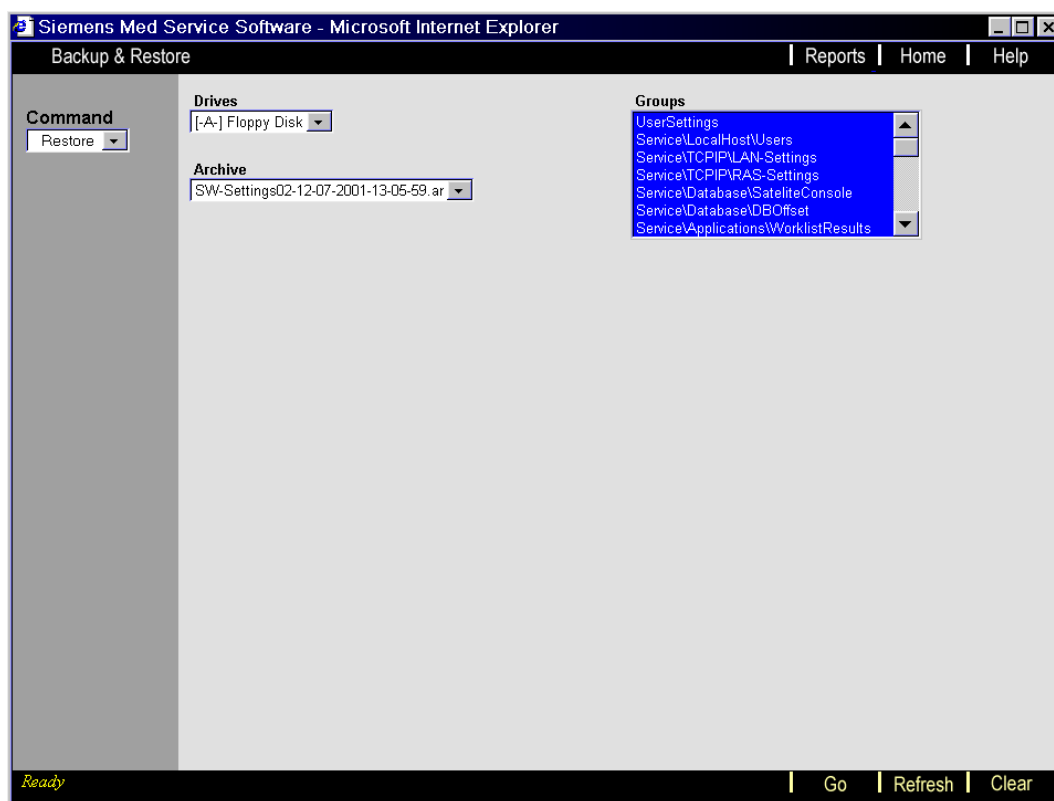 Siemens Med Service Software - Microsoft Internet Explorer
Backup & Restore
Reports
Home
Help
Command
Restore
Drives
[-A-] Floppy Disk
Archive
SW-Settings02-12-07-2001-13-05-59.ar
Groups
UserSettings
Service\LocalHost\Users
Service\TCPIP\LAN-Settings
Service\TCPIP\RAS-Settings
Service\Database\SateliteConsole
Service\Database\DBOffset
Service\Applications\WorklistResults
Ready
Go
Refresh
Clear